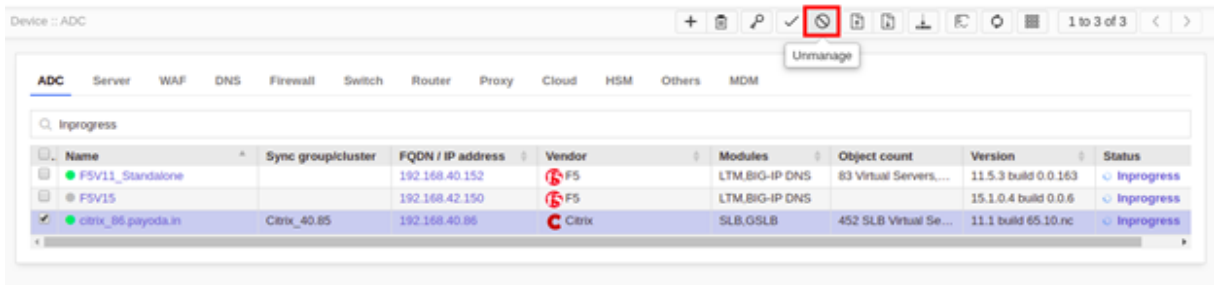 Device :: ADC
1 to 3 of 3
Unmanage
ADC Server WAF DNS Firewall Switch Router Proxy Cloud HSM Others MDM
Inprogress
Name Sync group/cluster FQDN / IP address Vendor Modules Object count Version Status
F5V11_Standalone 192.168.40.152 F5 LTM,BIG-IP DNS 83 Virtual Servers,... 11.5.3 build 0.0.163 Inprogress
F5V15 192.168.42.150 F5 LTM,BIG-IP DNS 15.1.0.4 build 0.0.6 Inprogress
citrix_86.payoda.in Citrix_40.85 192.168.40.86 Citrix SLB,GSLB 452 SLB Virtual Se... 11.1 build 65.10.nc Inprogress